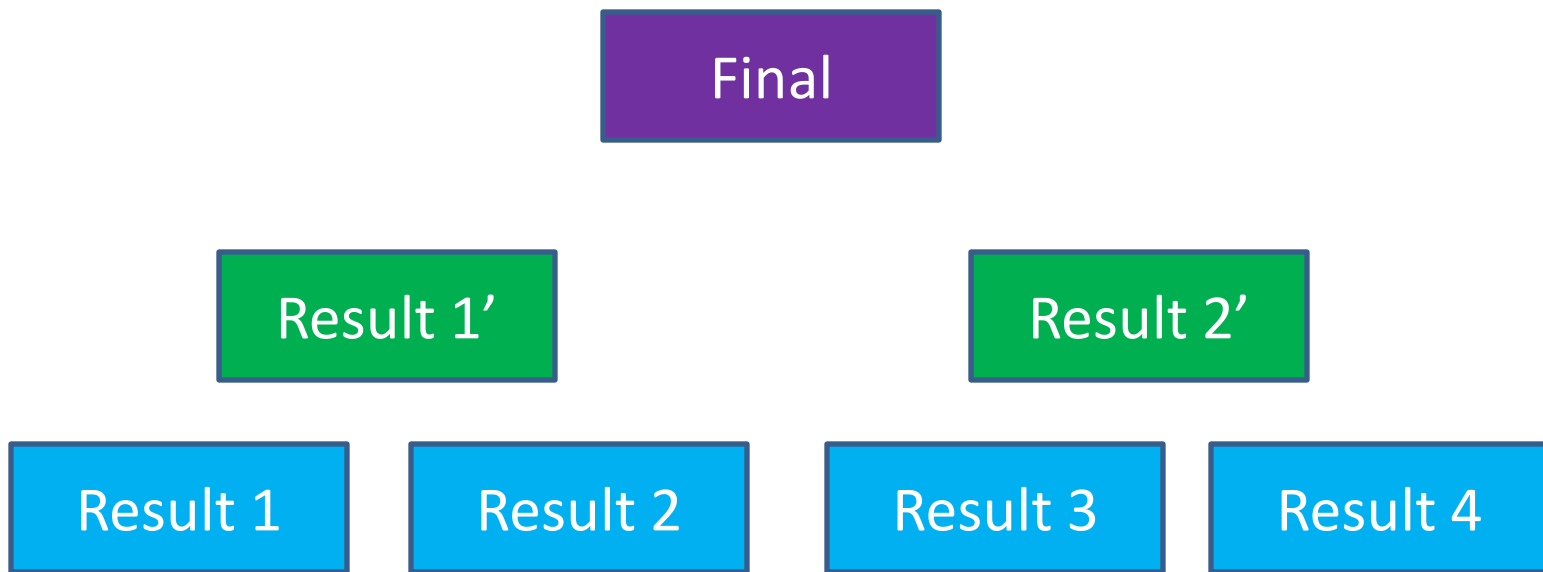 Final
Result 1’
Result 2’
Result 1
Result 2
Result 3
Result 4